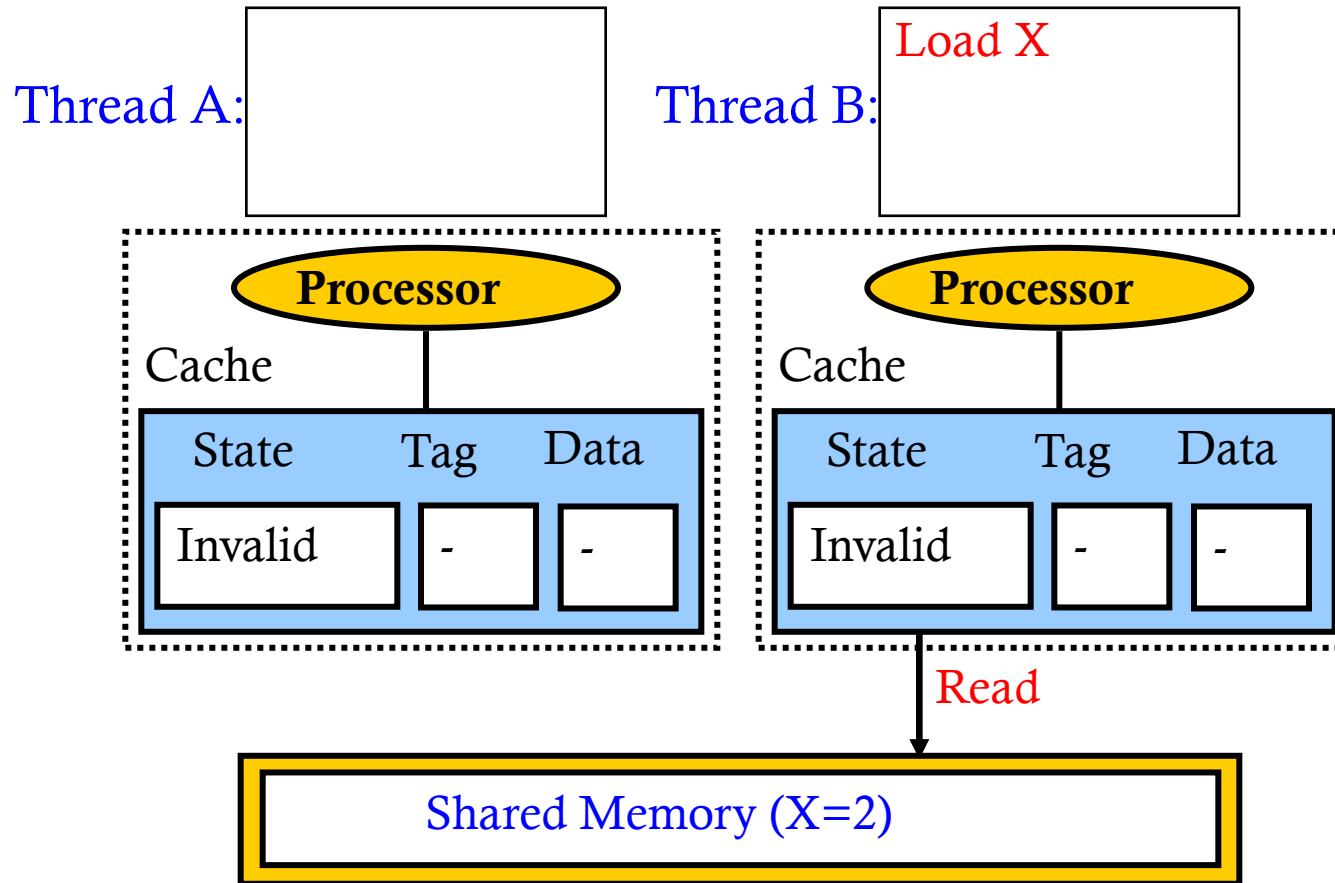 Load X
Thread A:
Thread B:
Processor
Processor
Cache
Cache
State Tag Data
State Tag Data
Invalid - -
Invalid - -
Read
Shared Memory (X=2)